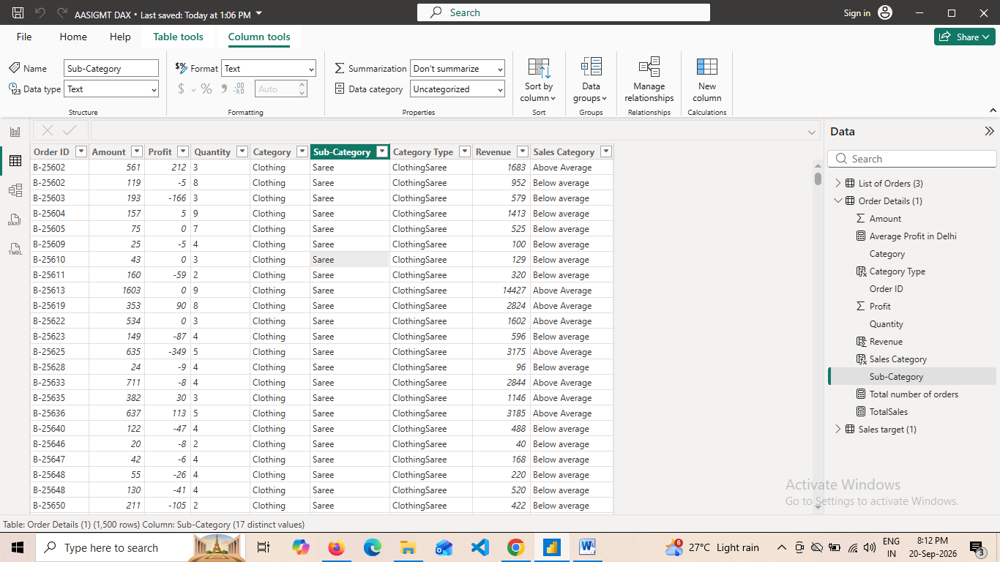 AASIGMT DAX • Last saved: Today at 1:06 PM
Search
Sign in
File Home Help Table tools Column tools
Share
Name Sub-Category
Data type Text
Structure
Format Text
$ % 9 Auto
Formatting
Summarization Don't summarize
Data category Uncategorized
Properties
Sort by column
Sort
Data groups
Groups
Manage relationships
Relationships
New column
Calculations
Order ID Amount Profit Quantity Category Sub-Category Category Type Revenue Sales Category
B-25602 561 212 3 Clothing Saree ClothingSaree 1683 Above Average
B-25602 119 -5 8 Clothing Saree ClothingSaree 952 Below average
B-25603 193 -166 3 Clothing Saree ClothingSaree 579 Below average
B-25604 157 5 9 Clothing Saree ClothingSaree 1413 Below average
B-25605 75 0 7 Clothing Saree ClothingSaree 525 Below average
B-25609 25 -5 4 Clothing Saree ClothingSaree 100 Below average
B-25610 43 0 3 Clothing Saree ClothingSaree 129 Below average
B-25611 160 -59 2 Clothing Saree ClothingSaree 320 Below average
B-25613 1603 0 9 Clothing Saree ClothingSaree 14427 Above Average
B-25619 353 90 8 Clothing Saree ClothingSaree 2824 Above Average
B-25622 534 0 3 Clothing Saree ClothingSaree 1602 Above Average
B-25623 149 -87 4 Clothing Saree ClothingSaree 596 Below average
B-25625 635 -349 5 Clothing Saree ClothingSaree 3175 Above Average
B-25628 24 -9 4 Clothing Saree ClothingSaree 96 Below average
B-25633 711 -8 4 Clothing Saree ClothingSaree 2844 Above Average
B-25635 382 30 3 Clothing Saree ClothingSaree 1146 Above Average
B-25636 637 113 5 Clothing Saree ClothingSaree 3185 Above Average
B-25640 122 -47 4 Clothing Saree ClothingSaree 488 Below average
B-25646 20 -8 2 Clothing Saree ClothingSaree 40 Below average
B-25647 42 -6 4 Clothing Saree ClothingSaree 168 Below average
B-25648 55 -26 4 Clothing Saree ClothingSaree 220 Below average
B-25648 130 -41 4 Clothing Saree ClothingSaree 520 Below average
B-25650 211 -105 2 Clothing Saree ClothingSaree 422 Below average
Data
Search
List of Orders (3)
Order Details (1)
Amount
Average Profit in Delhi
Category
Category Type
Order ID
Profit
Quantity
Revenue
Sales Category
Sub-Category
Total number of orders
TotalSales
Sales target (1)
Activate Windows
Go to Settings to activate Windows.
Table: Order Details (1) (1,500 rows) Column: Sub-Category (17 distinct values)
Type here to search
27°C Light rain
ENG
IN
8:12 PM
20-Sep-2026